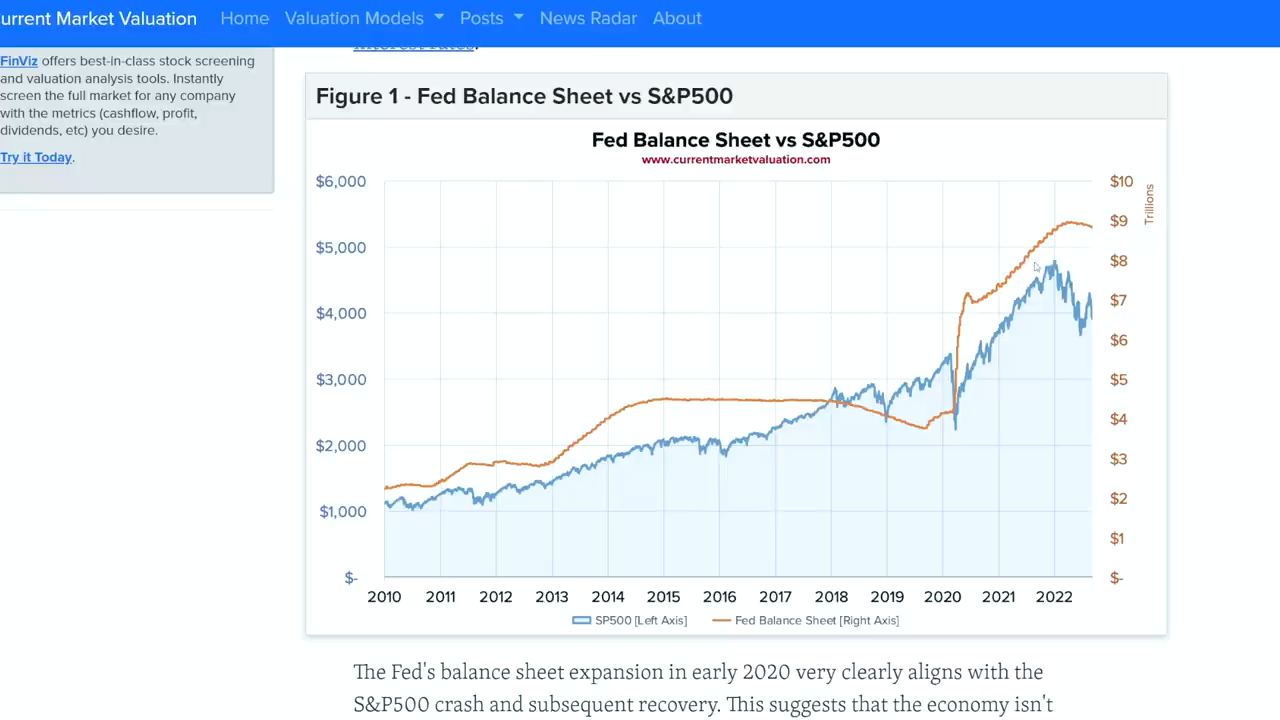 urrent Market Valuation Home Valuation Models Posts News Radar About
FinViz offers best-in-class stock screening
and valuation analysis tools. Instantly
screen the full market for any company
with the metrics (cashflow, profit,
dividends, etc) you desire.
Try it Today.
interest rates.
Figure 1 - Fed Balance Sheet vs S&P500
Fed Balance Sheet vs S&P500
www.currentmarketvaluation.com
$6,000
$5,000
$4,000
$3,000
$2,000
$1,000
$-
$10
$9
$8
$7
$6
$5
$4
$3
$2
$1
$-
Trillions
2010 2011 2012 2013 2014 2015 2016 2017 2018 2019 2020 2021 2022
SP500 [Left Axis] Fed Balance Sheet [Right Axis]
The Fed's balance sheet expansion in early 2020 very clearly aligns with the
S&P500 crash and subsequent recovery. This suggests that the economy isn't